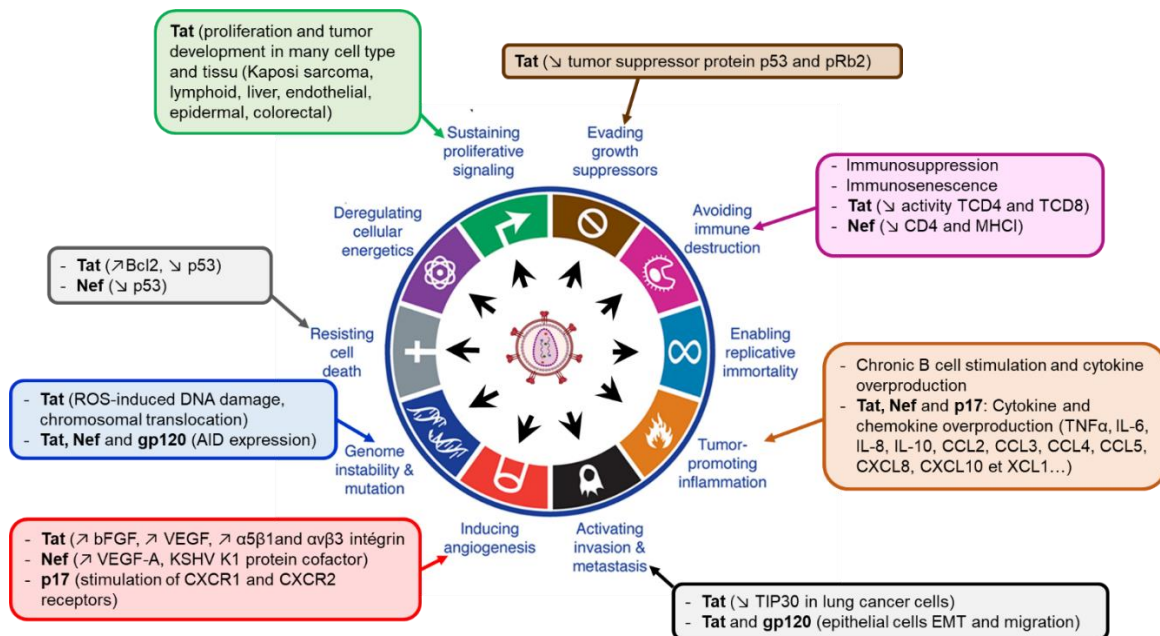 Tat (proliferation and tumor
development in many cell type
and tissu (Kaposi sarcoma,
lymphoid, liver, endothelial,
epidermal, colorectal)
Tat (↘ tumor suppressor protein p53 and pRb2)
Sustaining
proliferative
signaling
Evading
growth
suppressors
- Immunosuppression
- Immunosenescence
- Tat (↘ activity TCD4 and TCD8)
- Nef (↘ CD4 and MHCI)
Deregulating
cellular
energetics
Avoiding
immune
destruction
- Tat (↗Bcl2, ↘ p53)
- Nef (↘ p53)
Resisting
cell
death
Enabling
replicative
immortality
- Chronic B cell stimulation and cytokine
overproduction
- Tat, Nef and p17: Cytokine and
chemokine overproduction (TNFα, IL-6,
IL-8, IL-10, CCL2, CCL3, CCL4, CCL5,
CXCL8, CXCL10 et XCL1…)
- Tat (ROS-induced DNA damage,
chromosomal translocation)
- Tat, Nef and gp120 (AID expression)
Genome
instability &
mutation
Tumor-
promoting
inflammation
Inducing
angiogenesis
Activating
invasion &
metastasis
- Tat (↗ bFGF, ↗ VEGF, ↗ α5β1and αvβ3 intégrin
- Nef (↗ VEGF-A, KSHV K1 protein cofactor)
- p17 (stimulation of CXCR1 and CXCR2
receptors)
- Tat (↘ TIP30 in lung cancer cells)
- Tat and gp120 (epithelial cells EMT and migration)